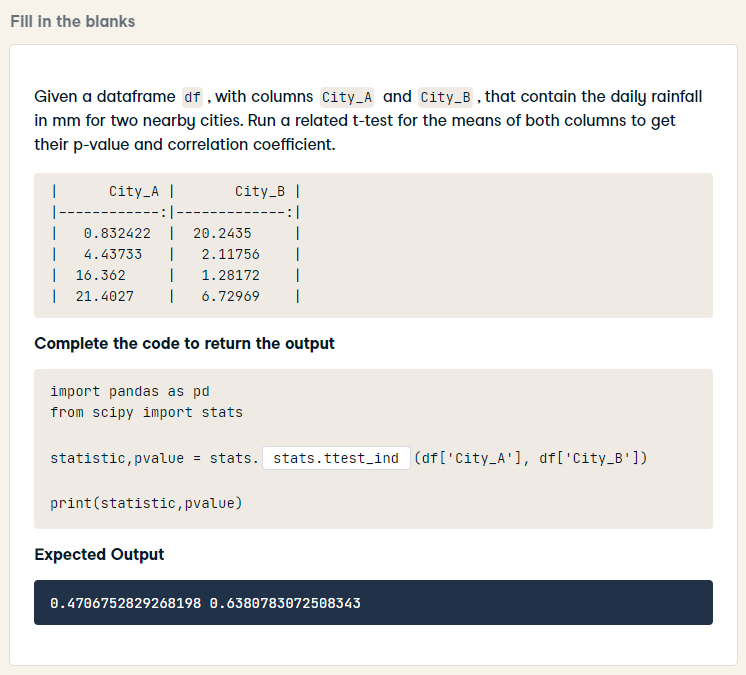 Fill in the blanks
Given a dataframe df , with columns City_A and City_B , that contain the daily rainfall
in mm for two nearby cities. Run a related t-test for the means of both columns to get
their p-value and correlation coefficient.
|      City_A |       City_B |
|------------:|-------------:|
|   0.832422  |  20.2435     |
|   4.43733   |   2.11756    |
|  16.362     |   1.28172    |
|  21.4027    |   6.72969    |
Complete the code to return the output
import pandas as pd
from scipy import stats
statistic,pvalue = stats. stats.ttest_ind (df['City_A'], df['City_B'])
print(statistic,pvalue)
Expected Output
0.4706752829268198 0.6380783072508343